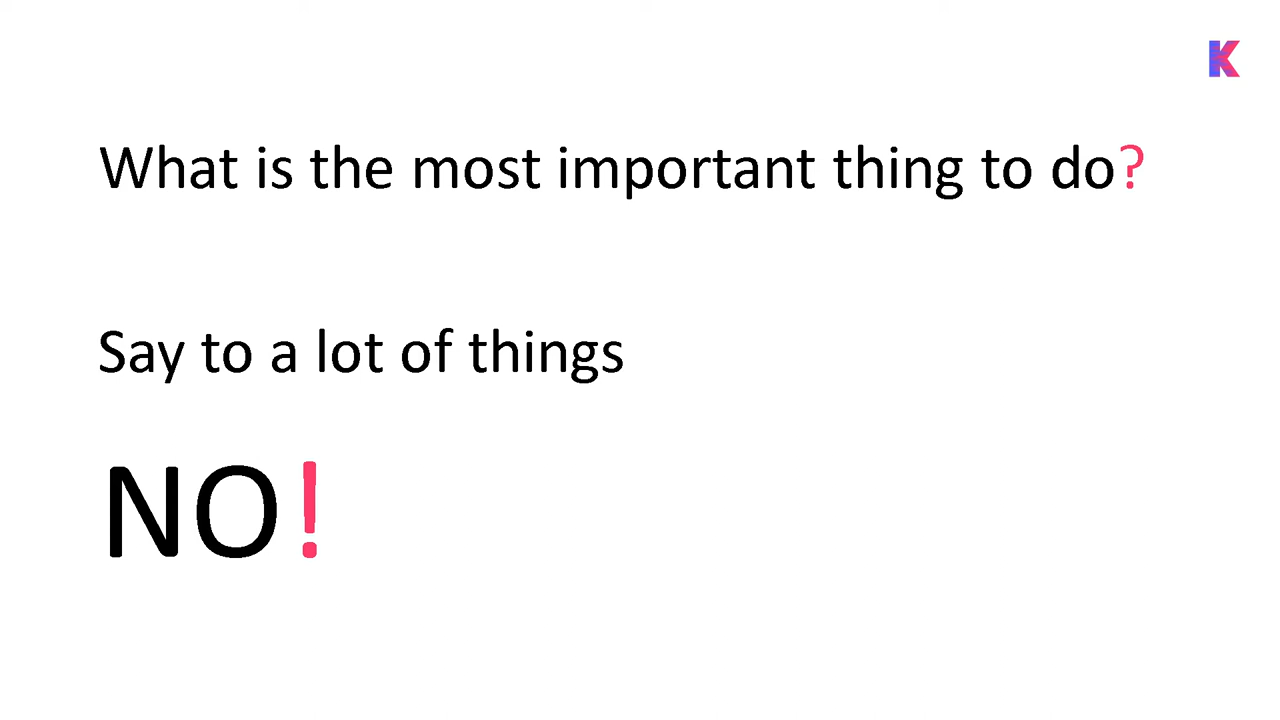 K
What is the most important thing to do?
Say to a lot of things
NO!